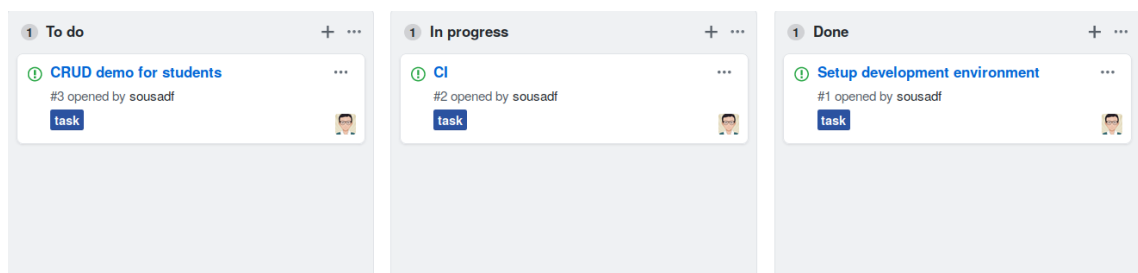 1 To do
CRUD demo for students
#3 opened by sousadf
task
1 In progress
CI
#2 opened by sousadf
task
1 Done
Setup development environment
#1 opened by sousadf
task